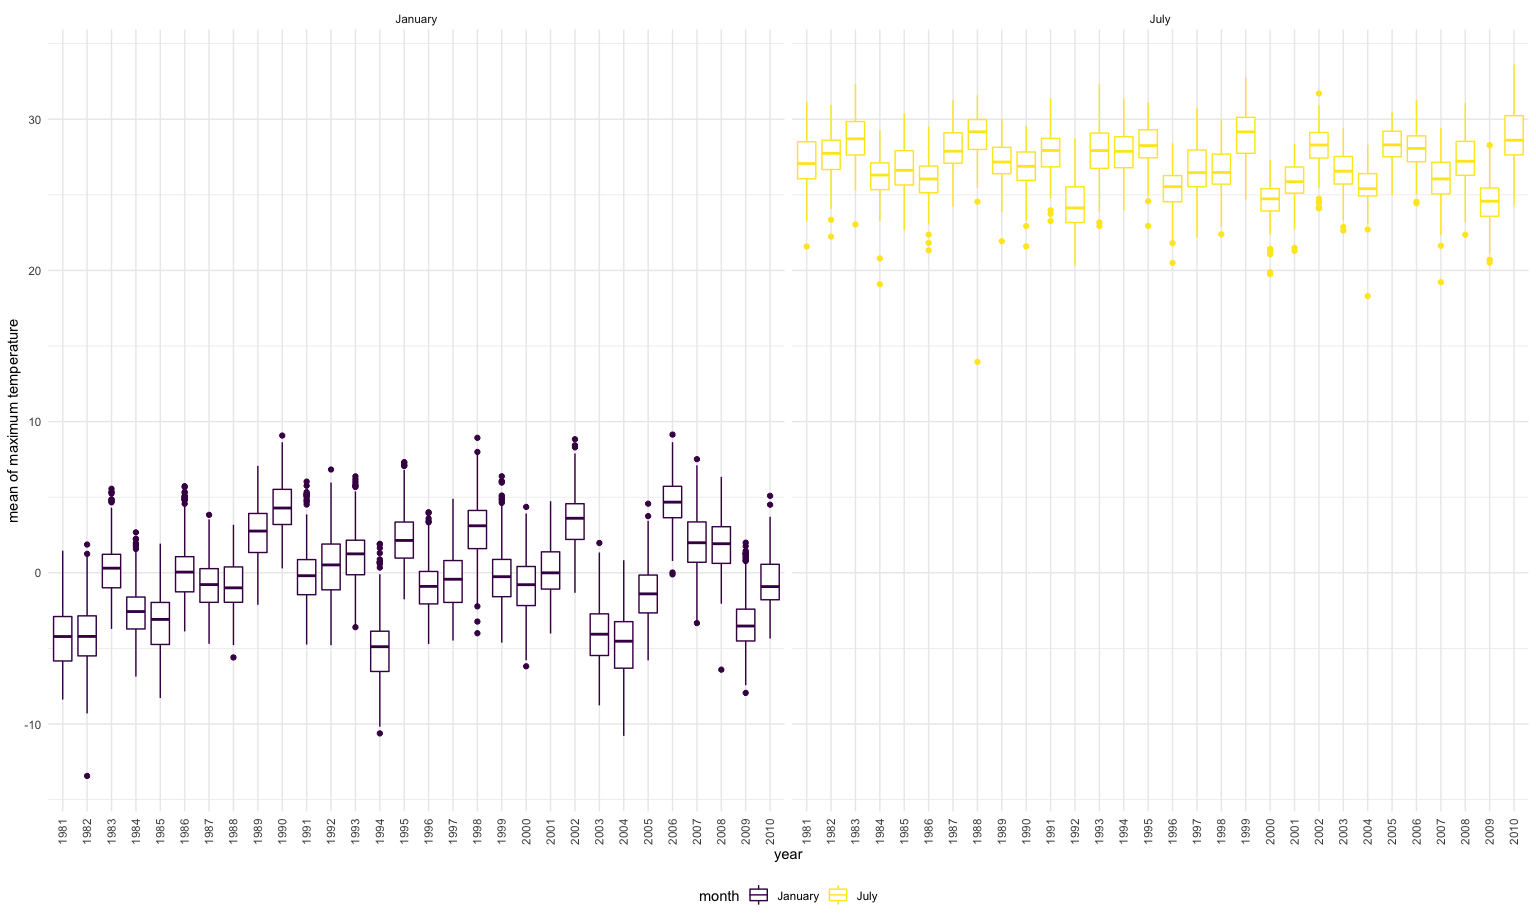 January July
30
20
10
0
-10
mean of maximum temperature
1981 1982 1983 1984 1985 1986 1987 1988 1989 1990 1991 1992 1993 1994 1995 1996 1997 1998 1999 2000 2001 2002 2003 2004 2005 2006 2007 2008 2009 2010 1981 1982 1983 1984 1985 1986 1987 1988 1989 1990 1991 1992 1993 1994 1995 1996 1997 1998 1999 2000 2001 2002 2003 2004 2005 2006 2007 2008 2009 2010
year
month January July